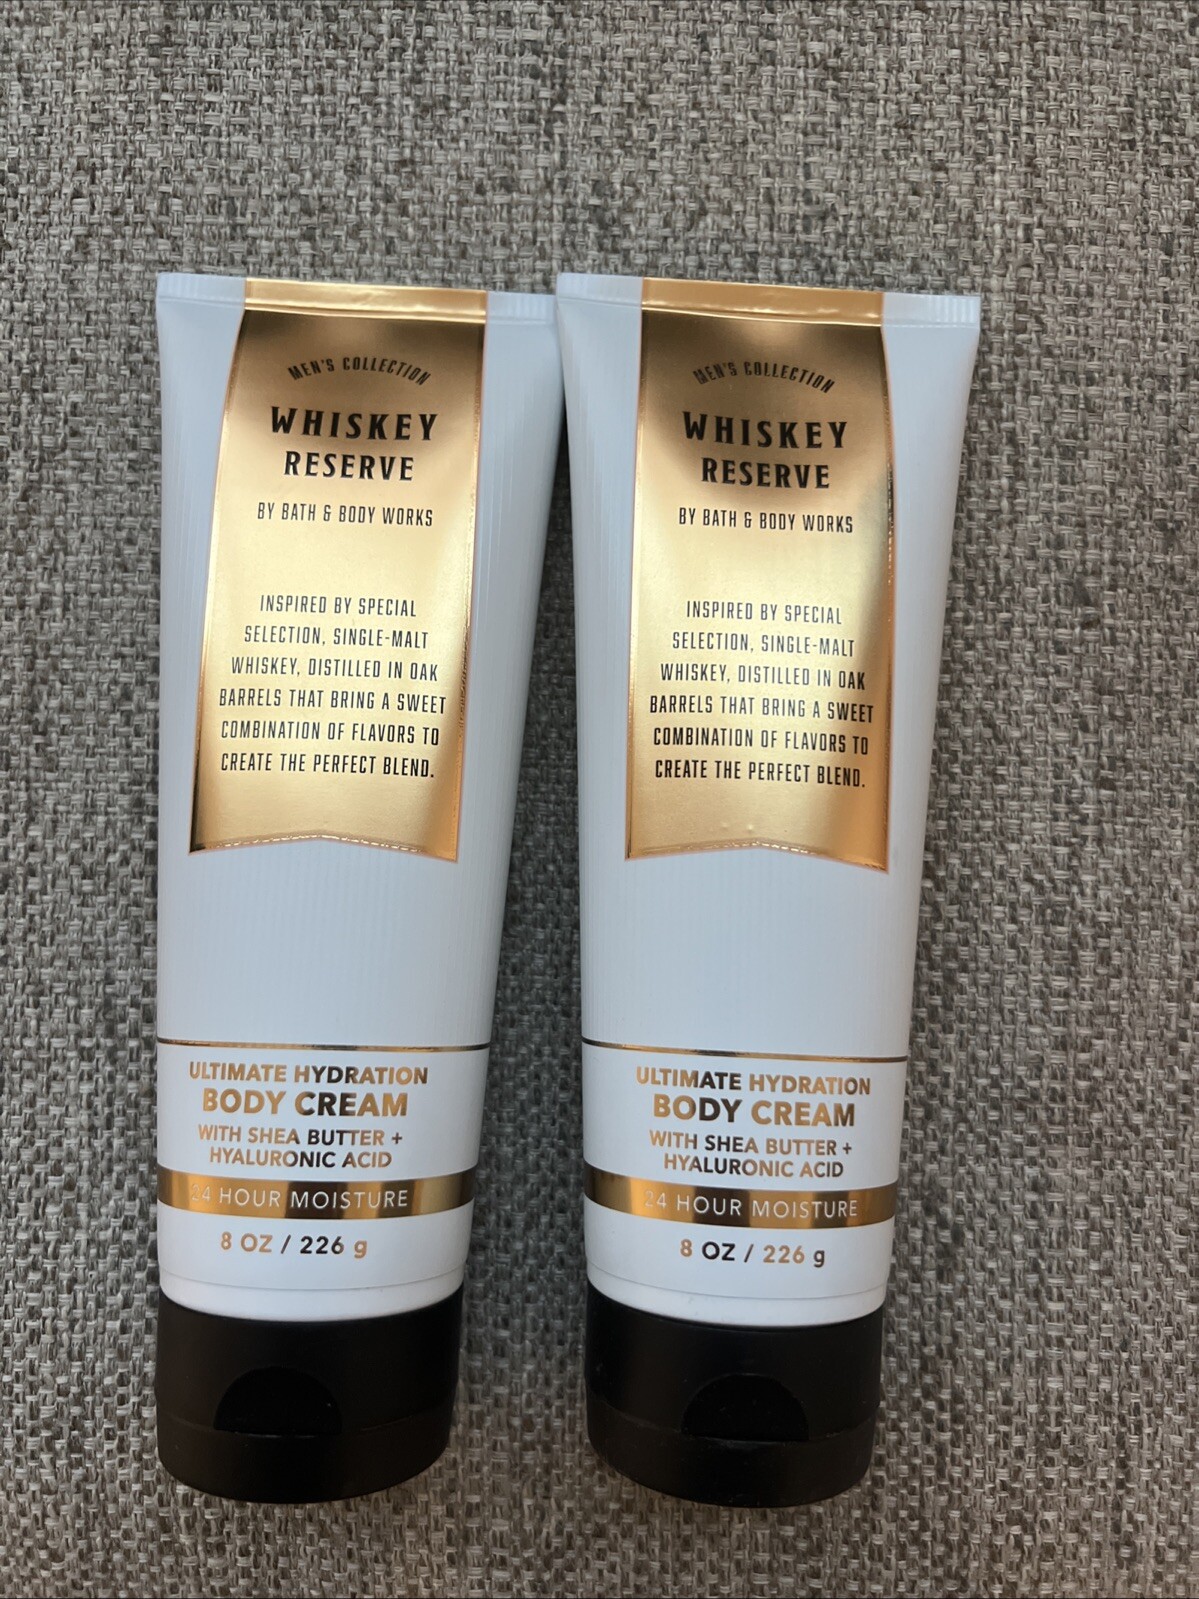 MEN'S COLLECTION
WHISKEY
RESERVE
BY BATH & BODY WORKS
INSPIRED BY SPECIAL
SELECTION, SINGLE-MALT
WHISKEY, DISTILLED IN OAK
BARRELS THAT BRING A SWEET
COMBINATION OF FLAVORS TO
CREATE THE PERFECT BLEND.
ULTIMATE HYDRATION
BODY CREAM
WITH SHEA BUTTER +
HYALURONIC ACID
24 HOUR MOISTURE
8 OZ / 226 g
MEN'S COLLECTION
WHISKEY
RESERVE
BY BATH & BODY WORKS
INSPIRED BY SPECIAL
SELECTION, SINGLE-MALT
WHISKEY, DISTILLED IN OAK
BARRELS THAT BRING A SWEET
COMBINATION OF FLAVORS TO
CREATE THE PERFECT BLEND.
ULTIMATE HYDRATION
BODY CREAM
WITH SHEA BUTTER +
HYALURONIC ACID
24 HOUR MOISTURE
8 OZ / 226 g